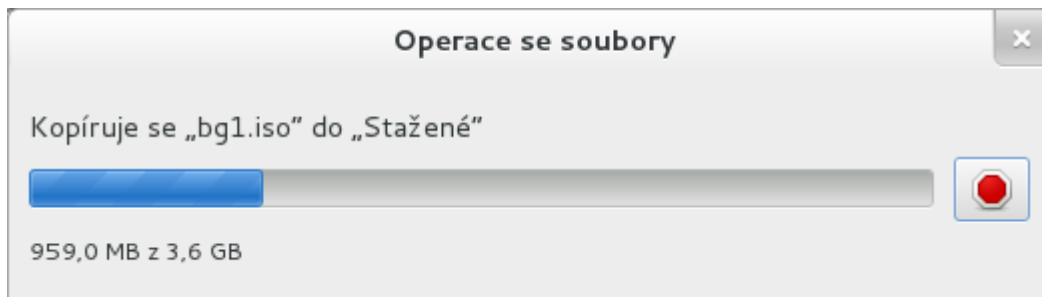 Operace se soubory
Kopíruje se „bg1.iso” do „Stažené”
959,0 MB z 3,6 GB